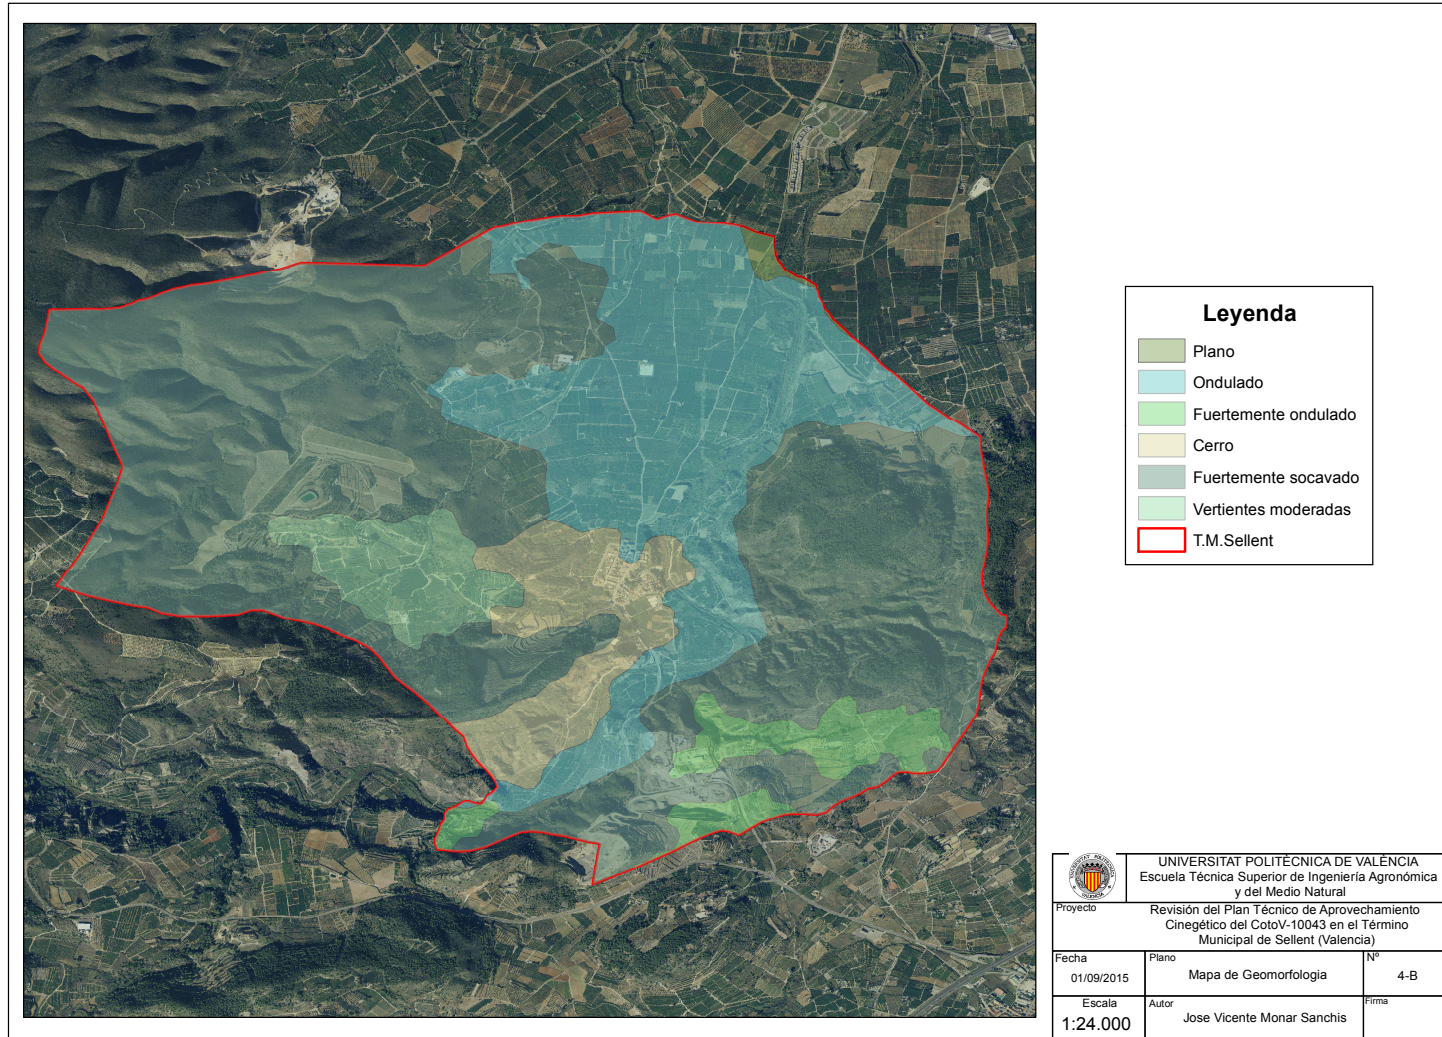 Leyenda
Plano
Ondulado
Fuertemente ondulado
Cerro
Fuertemente socavado
Vertientes moderadas
T.M.Sellent
UNIVERSITAT POLITÈCNICA DE VALÈNCIA
Escuela Técnica Superior de Ingeniería Agronómica
y del Medio Natural
Proyecto
Revisión del Plan Técnico de Aprovechamiento
Cinegético del CotoV-10043 en el Término
Municipal de Sellent (Valencia)
Fecha
01/09/2015
Plano
Mapa de Geomorfologia
Nº
4-B
Escala
1:24.000
Autor
Jose Vicente Monar Sanchis
Firma